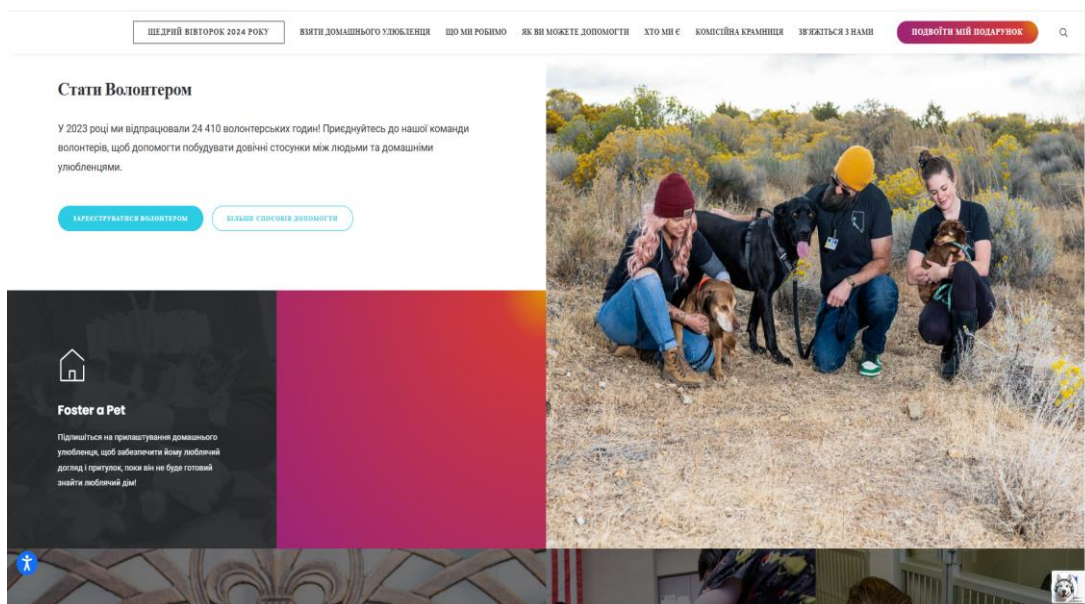 ЩЕДРИЙ ВІВТОРОК 2024 РОКУ
ВЗЯТИ ДОМАШНЬОГО УЛЮБЛЕНЦЯ
ЩО МИ РОБИМО
ЯК ВИ МОЖЕТЕ ДОПОМОГТИ
ХТО МИ Є
КОМІСІЙНА КРАМНИЦЯ
ЗВ'ЯЖІТЬСЯ З НАМИ
ПОДВОЇТИ МІЙ ПОДАРУНОК
Стати Волонтером
У 2023 році ми відпрацювали 24 410 волонтерських годин! Приєднуйтесь до нашої команди
волонтерів, щоб допомогти побудувати довічні стосунки між людьми та домашніми
улюбленцями.
ЗАРЕЄСТРУВАТИСЯ ВОЛОНТЕРОМ
БІЛЬШЕ СПОСОБІВ ДОПОМОГТИ
Foster a Pet
Підпишіться на прилаштування домашнього
улюбленця, щоб забезпечити йому люблячий
догляд і притулок, поки він не буде готовий
знайти люблячий дім!